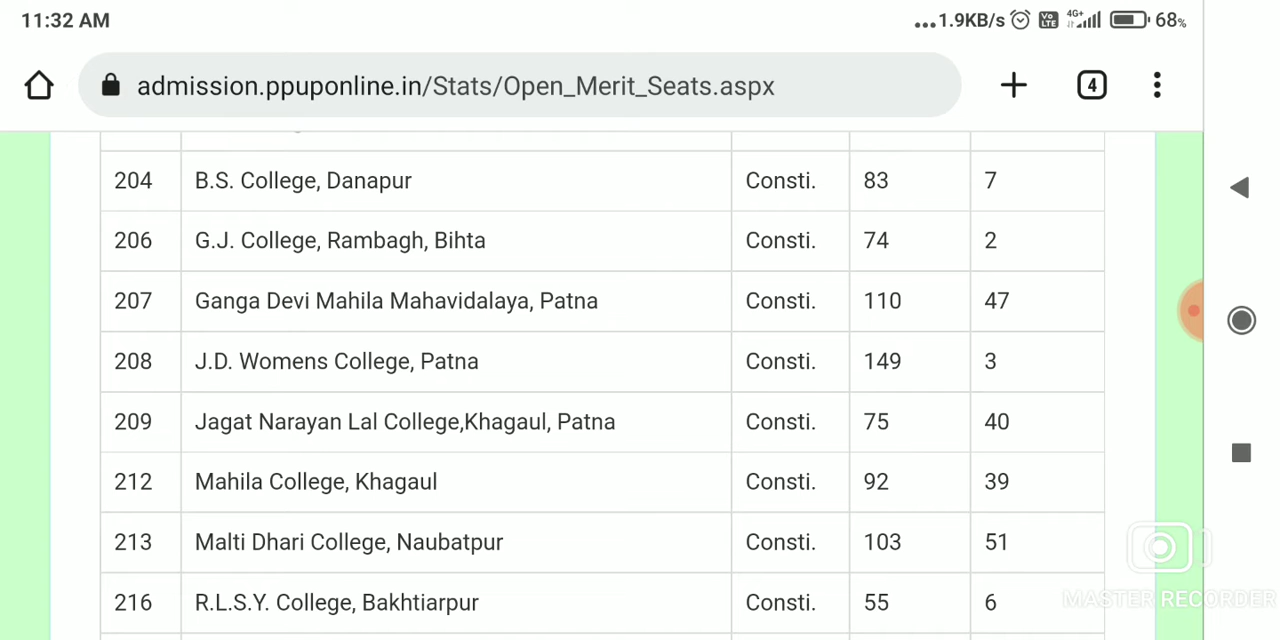 11:32 AM ...1.9KB/s Vo LTE 4G+ 68%
admission.ppuponline.in/Stats/Open_Merit_Seats.aspx 4
204 B.S. College, Danapur Consti. 83 7
206 G.J. College, Rambagh, Bihta Consti. 74 2
207 Ganga Devi Mahila Mahavidalaya, Patna Consti. 110 47
208 J.D. Womens College, Patna Consti. 149 3
209 Jagat Narayan Lal College,Khagaul, Patna Consti. 75 40
212 Mahila College, Khagaul Consti. 92 39
213 Malti Dhari College, Naubatpur Consti. 103 51
216 R.L.S.Y. College, Bakhtiarpur Consti. 55 6
MASTER RECORDER